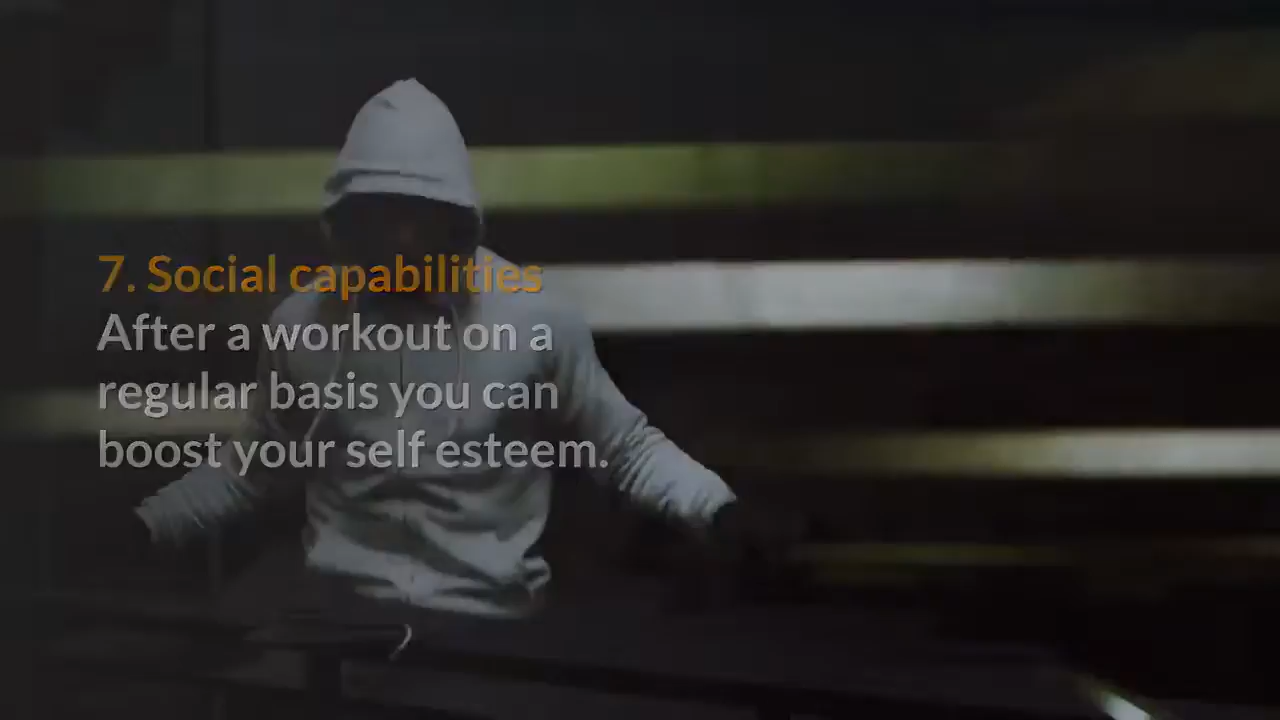 7. Social capabilities
After a workout on a
regular basis you can
boost your self esteem.